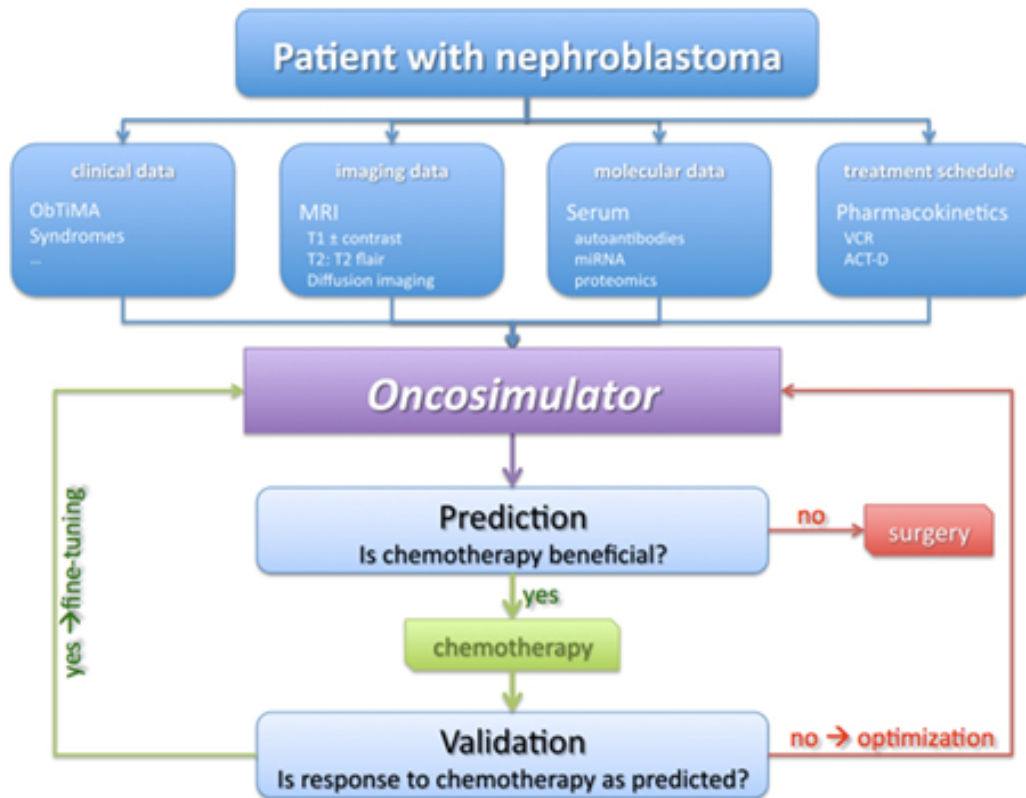 Patient with nephroblastoma
clinical data
ObTiMA
Syndromes
...
imaging data
MRI
T1 ± contrast
T2: T2 flair
Diffusion imaging
molecular data
Serum
autoantibodies
miRNA
proteomics
treatment schedule
Pharmacokinetics
VCR
ACT-D
Oncosimulator
Prediction
Is chemotherapy beneficial?
no
surgery
yes
chemotherapy
Validation
Is response to chemotherapy as predicted?
yes → fine-tuning
no → optimization